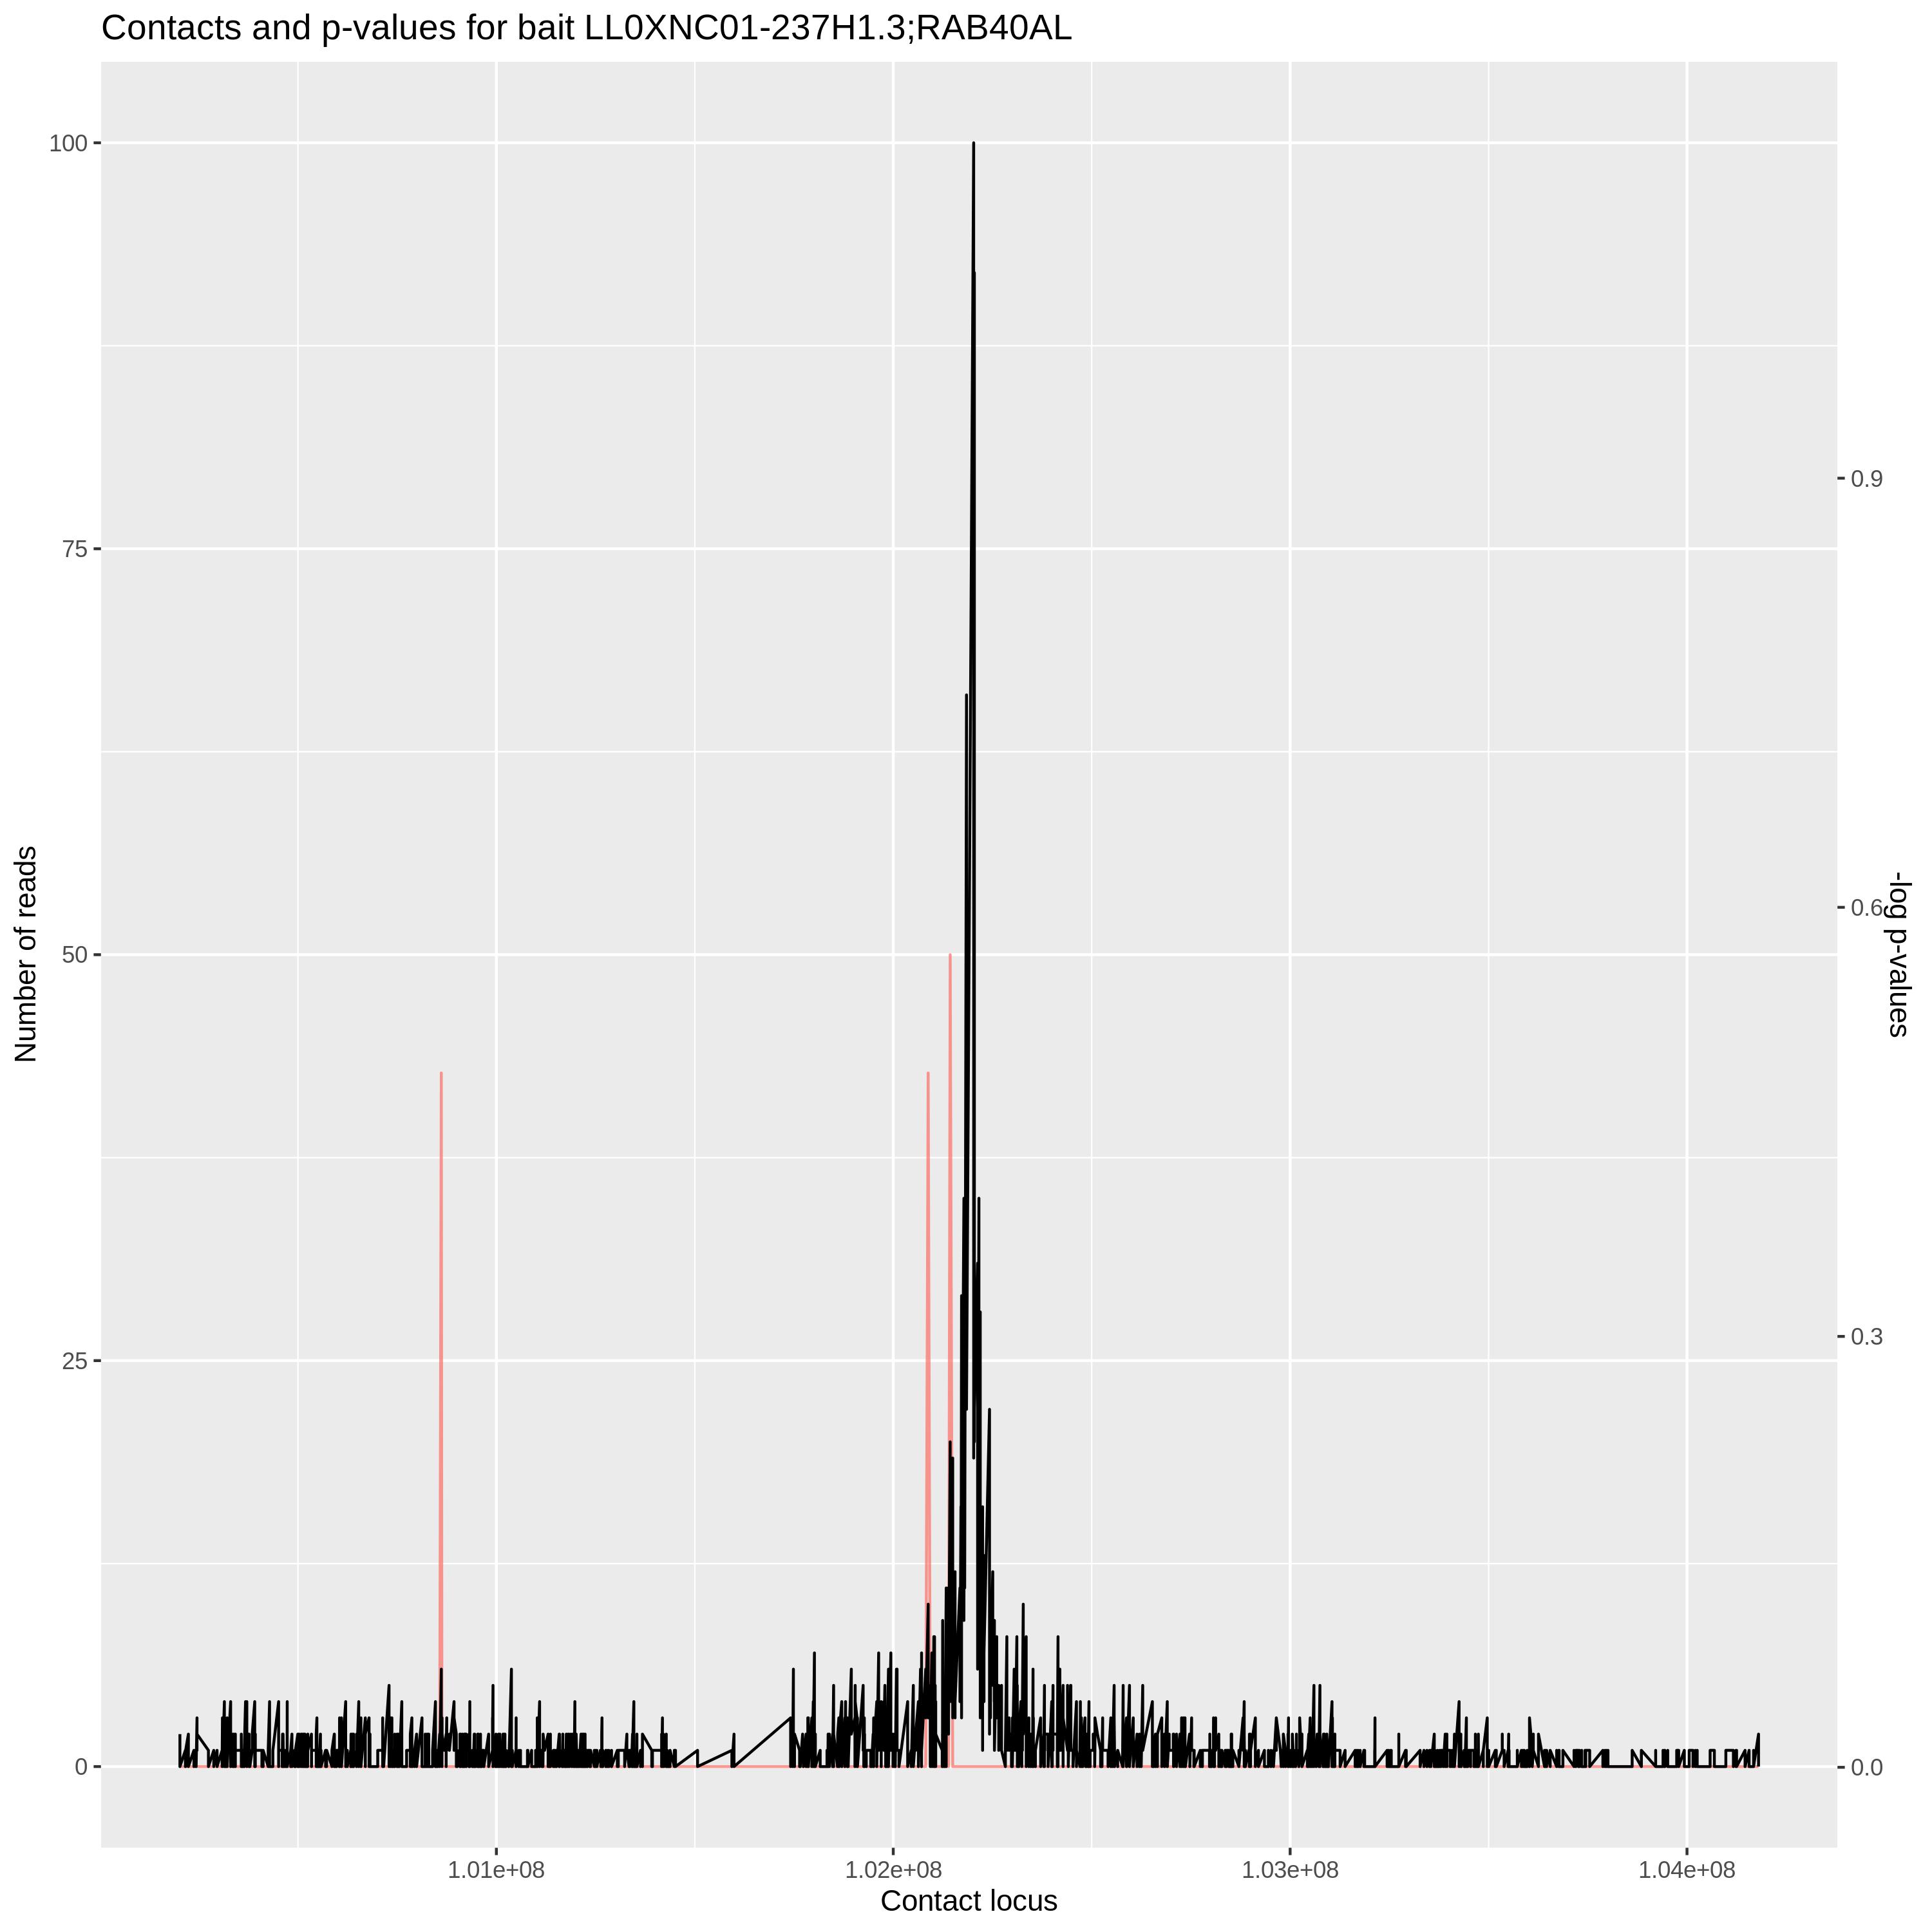 Contacts and p-values for bait LL0XNC01-237H1.3;RAB40AL
100
75
50
25
0
Number of reads
0.9
0.6
0.3
0.0
-log p-values
1.01e+08
1.02e+08
1.03e+08
1.04e+08
Contact locus